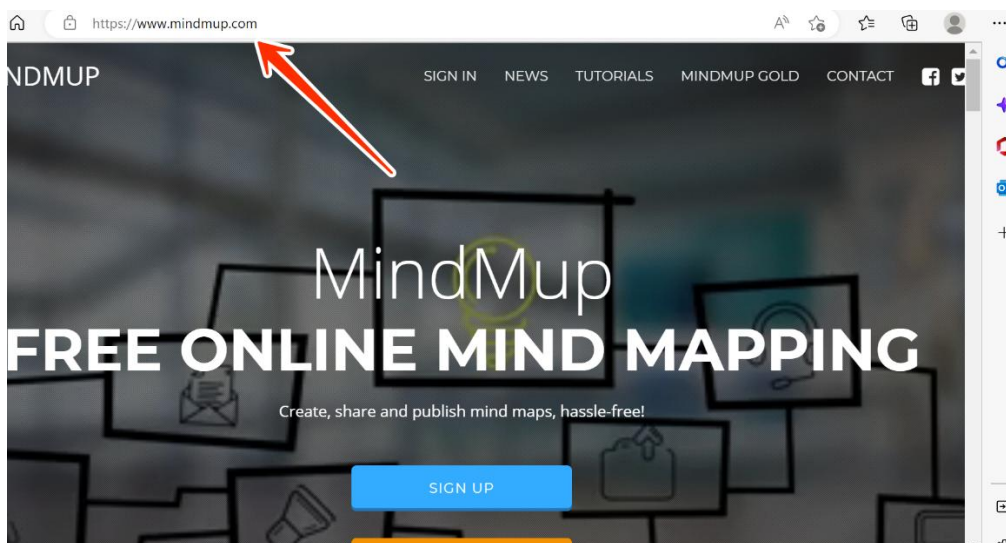 https://www.mindmup.com
NDMUP
SIGN IN NEWS TUTORIALS MINDMUP GOLD CONTACT
MindMup
FREE ONLINE MIND MAPPING
Create, share and publish mind maps, hassle-free!
SIGN UP